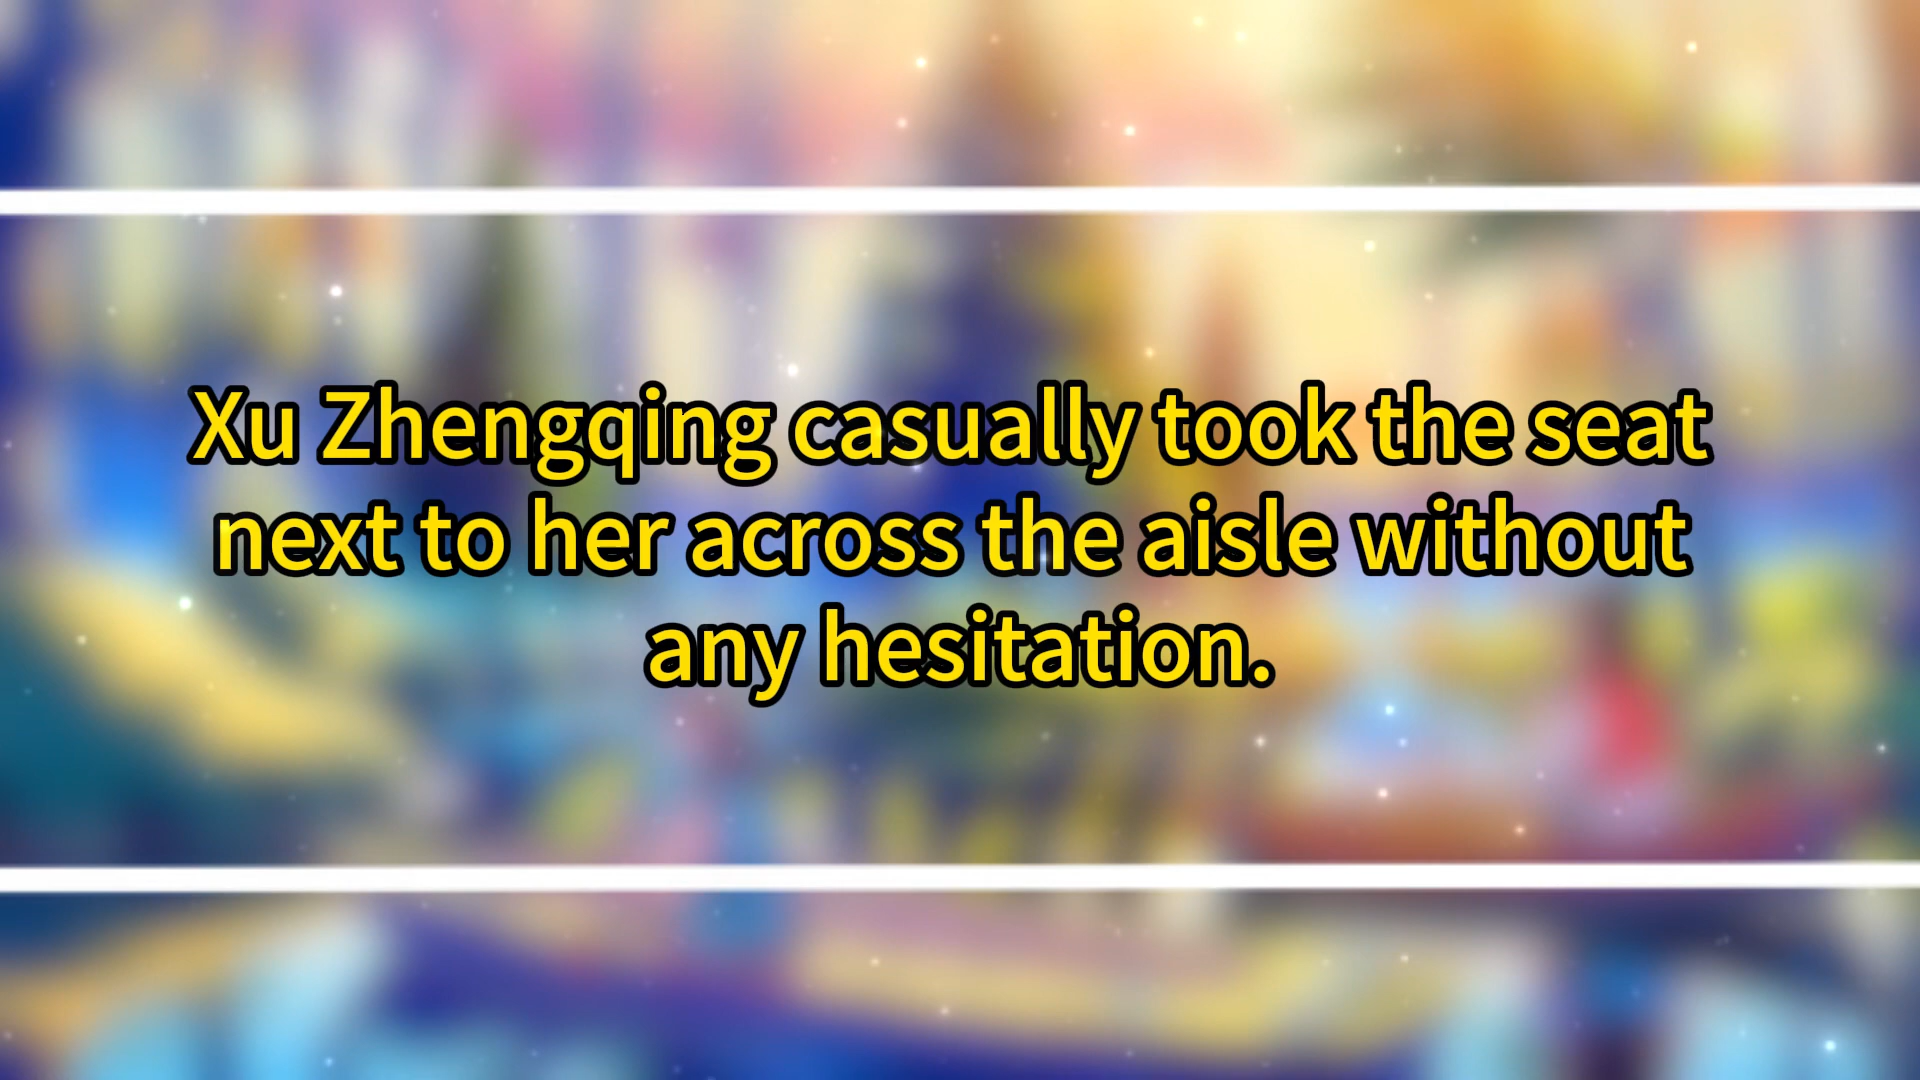 Xu Zhengqing casually took the seat
next to her across the aisle without
any hesitation.